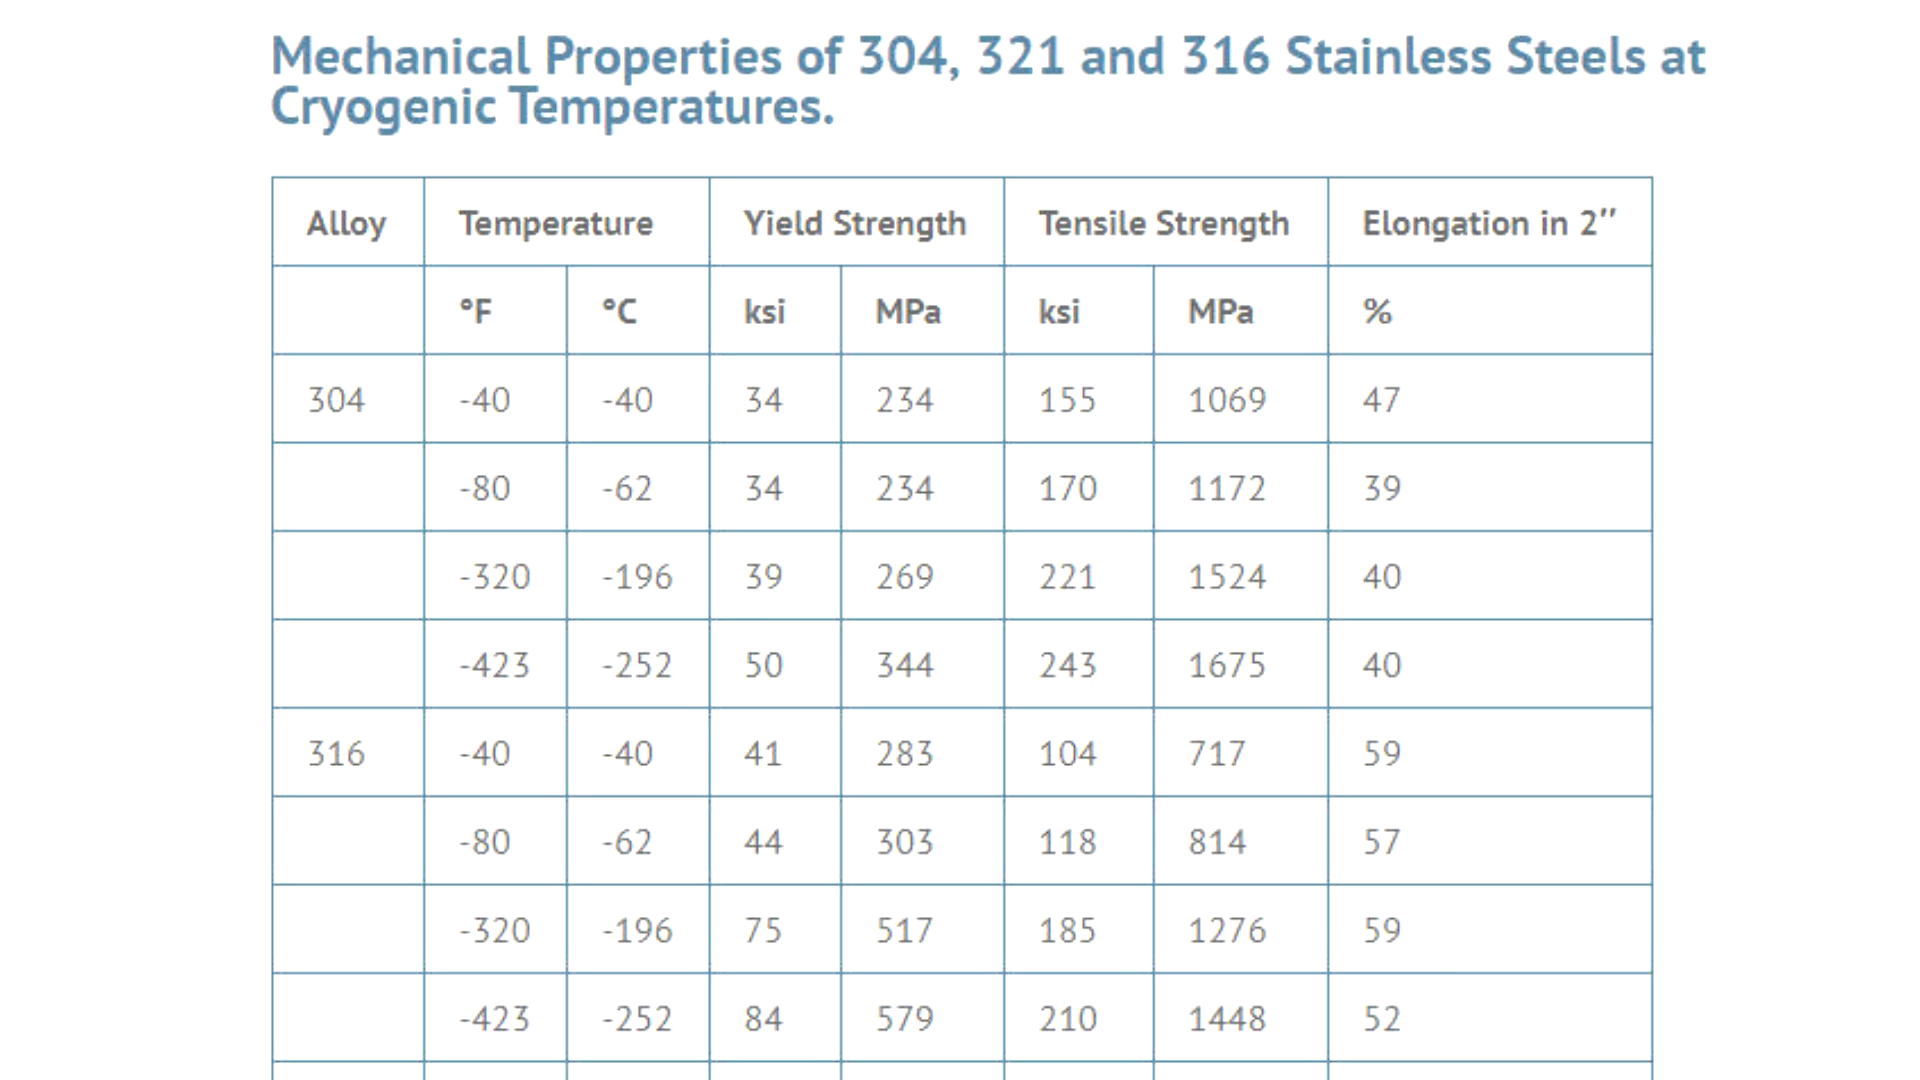 Mechanical Properties of 304, 321 and 316 Stainless Steels at
Cryogenic Temperatures.
Alloy Temperature Yield Strength Tensile Strength Elongation in 2″
°F °C ksi MPa ksi MPa %
304 -40 -40 34 234 155 1069 47
-80 -62 34 234 170 1172 39
-320 -196 39 269 221 1524 40
-423 -252 50 344 243 1675 40
316 -40 -40 41 283 104 717 59
-80 -62 44 303 118 814 57
-320 -196 75 517 185 1276 59
-423 -252 84 579 210 1448 52